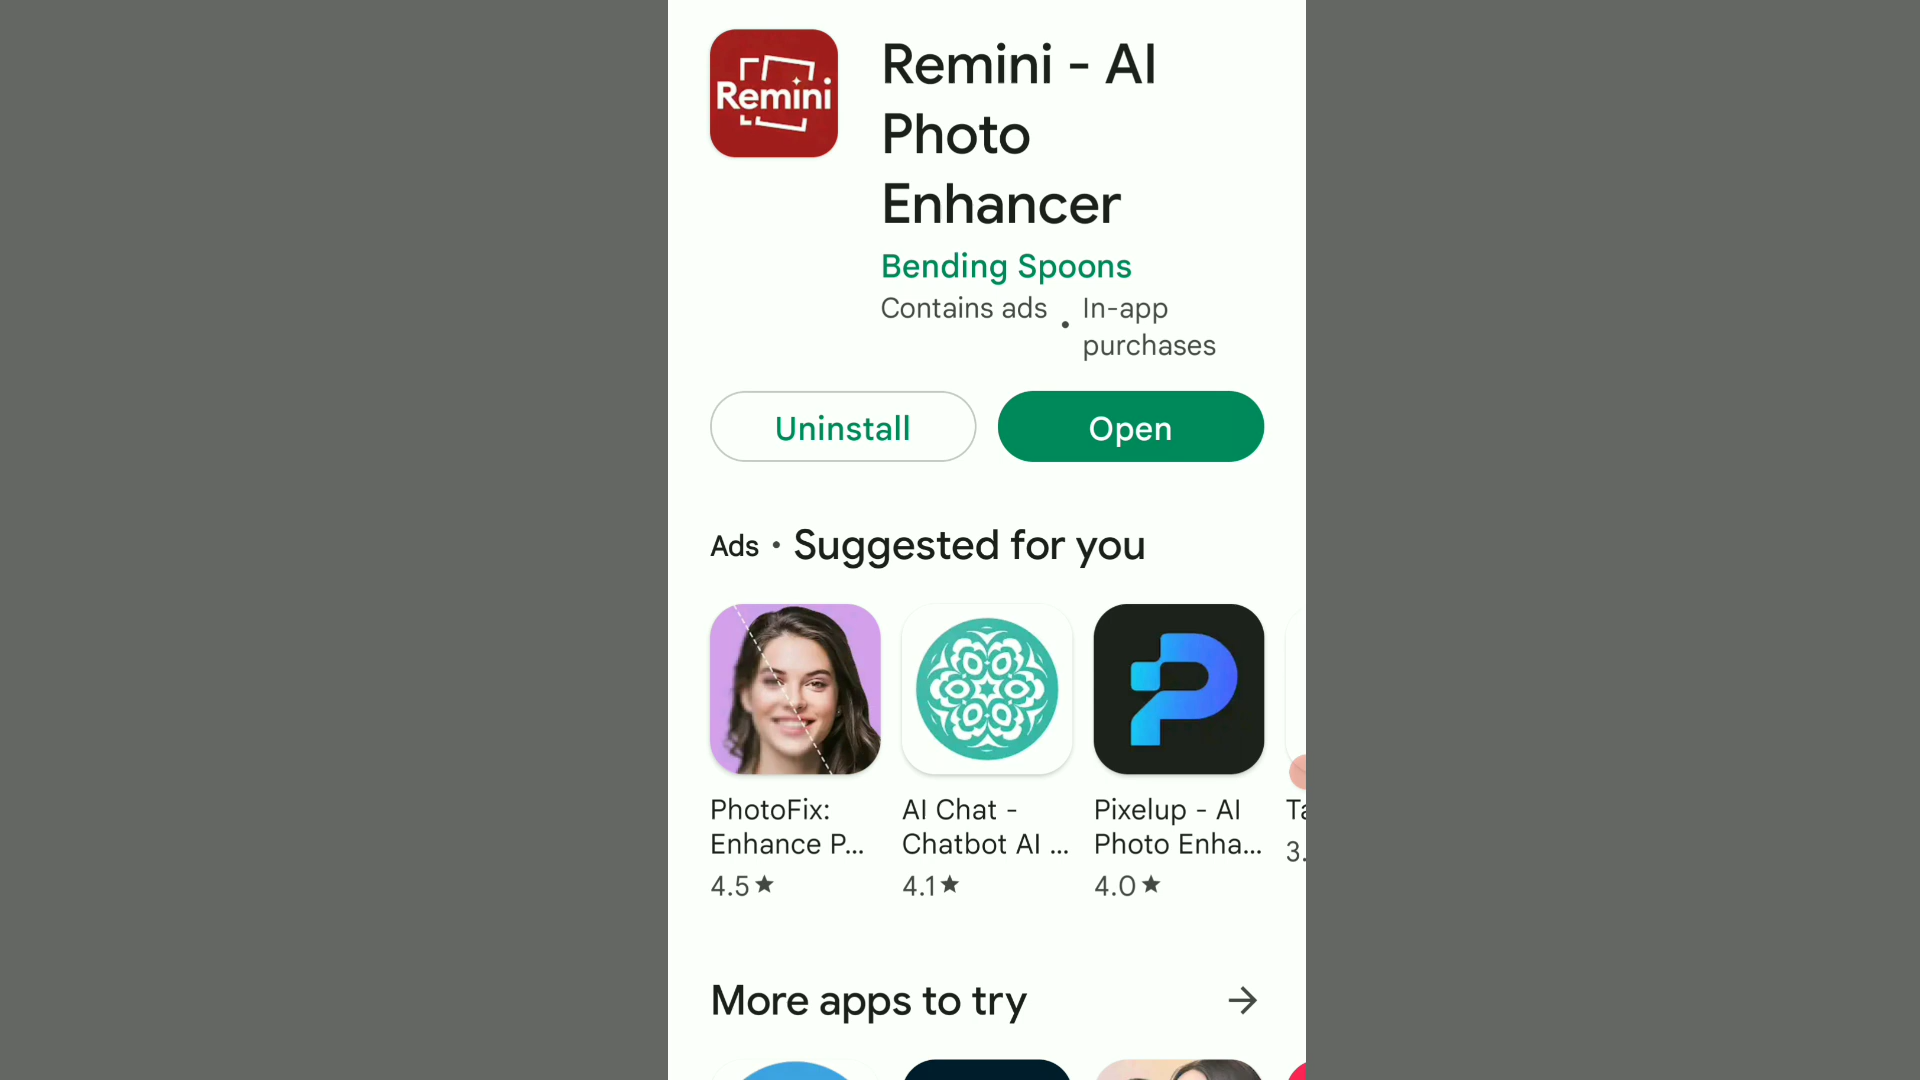 Remini
Remini - AI
Photo
Enhancer
Bending Spoons
Contains ads • In-app
purchases
Uninstall
Open
Ads • Suggested for you
PhotoFix:
Enhance P...
4.5★
AI Chat -
Chatbot AI ...
4.1★
Pixelup - AI
Photo Enha...
4.0★
3.
More apps to try